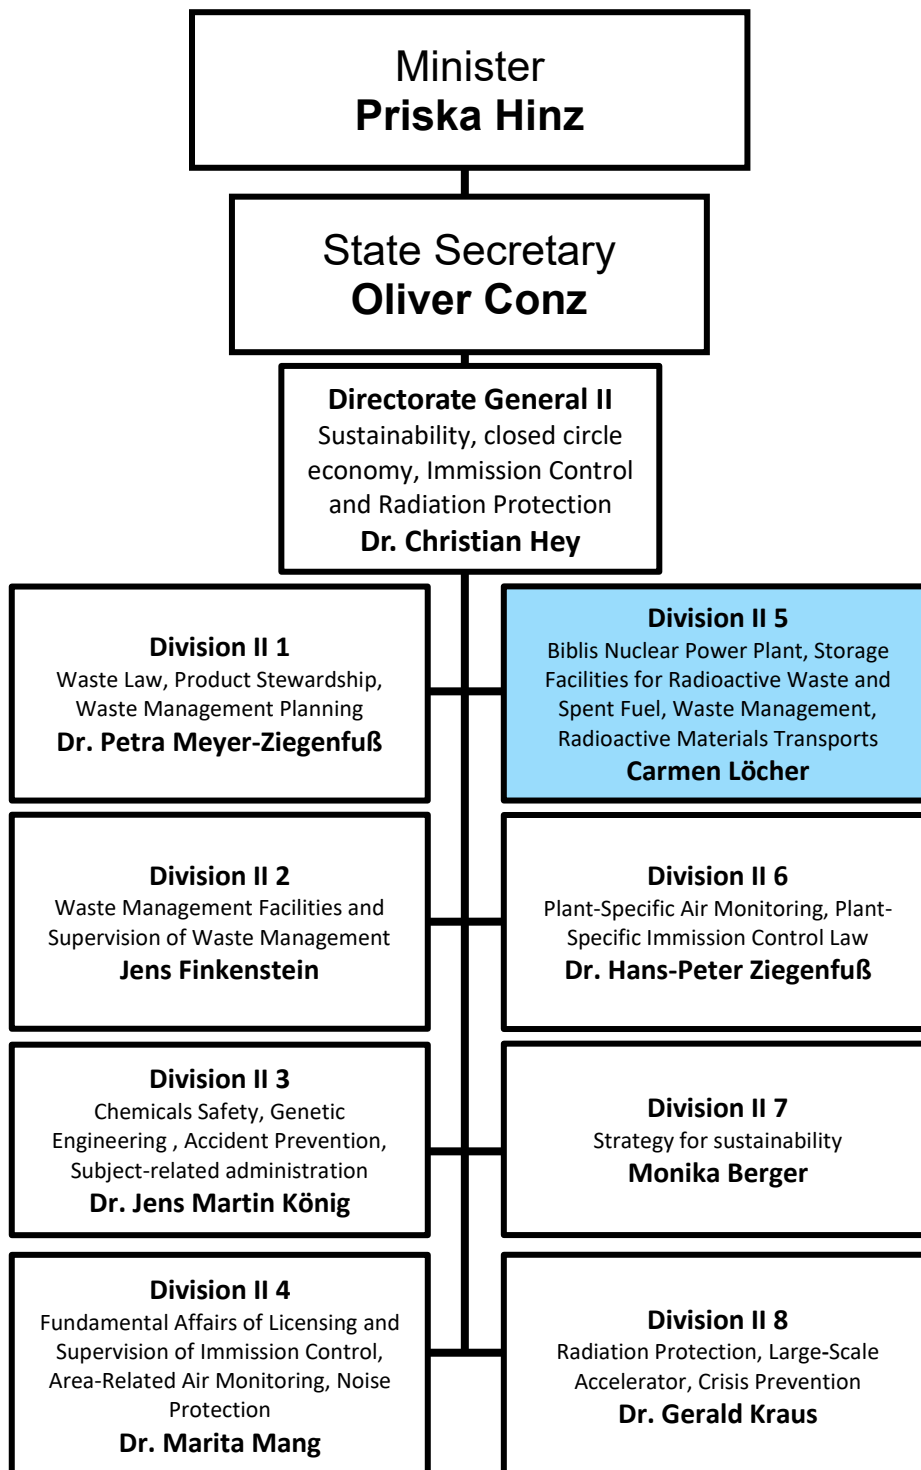 Minister
Priska Hinz
State Secretary
Oliver Conz
Directorate General II
Sustainability, closed circle
economy, Immission Control
and Radiation Protection
Dr. Christian Hey
Division II 1
Waste Law, Product Stewardship,
Waste Management Planning
Dr. Petra Meyer-Ziegenfuß
Division II 5
Biblis Nuclear Power Plant, Storage
Facilities for Radioactive Waste and
Spent Fuel, Waste Management,
Radioactive Materials Transports
Carmen Löcher
Division II 2
Waste Management Facilities and
Supervision of Waste Management
Jens Finkenstein
Division II 6
Plant-Specific Air Monitoring, Plant-
Specific Immission Control Law
Dr. Hans-Peter Ziegenfuß
Division II 3
Chemicals Safety, Genetic
Engineering , Accident Prevention,
Subject-related administration
Dr. Jens Martin König
Division II 7
Strategy for sustainability
Monika Berger
Division II 4
Fundamental Affairs of Licensing and
Supervision of Immission Control,
Area-Related Air Monitoring, Noise
Protection
Dr. Marita Mang
Division II 8
Radiation Protection, Large-Scale
Accelerator, Crisis Prevention
Dr. Gerald Kraus